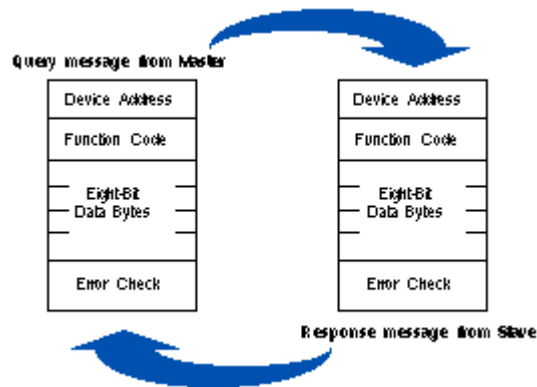 Query message from Master
Device Address
Function Code
Eight-Bit
Data Bytes
Error Check
Device Address
Function Code
Eight-Bit
Data Bytes
Error Check
Response message from Slave